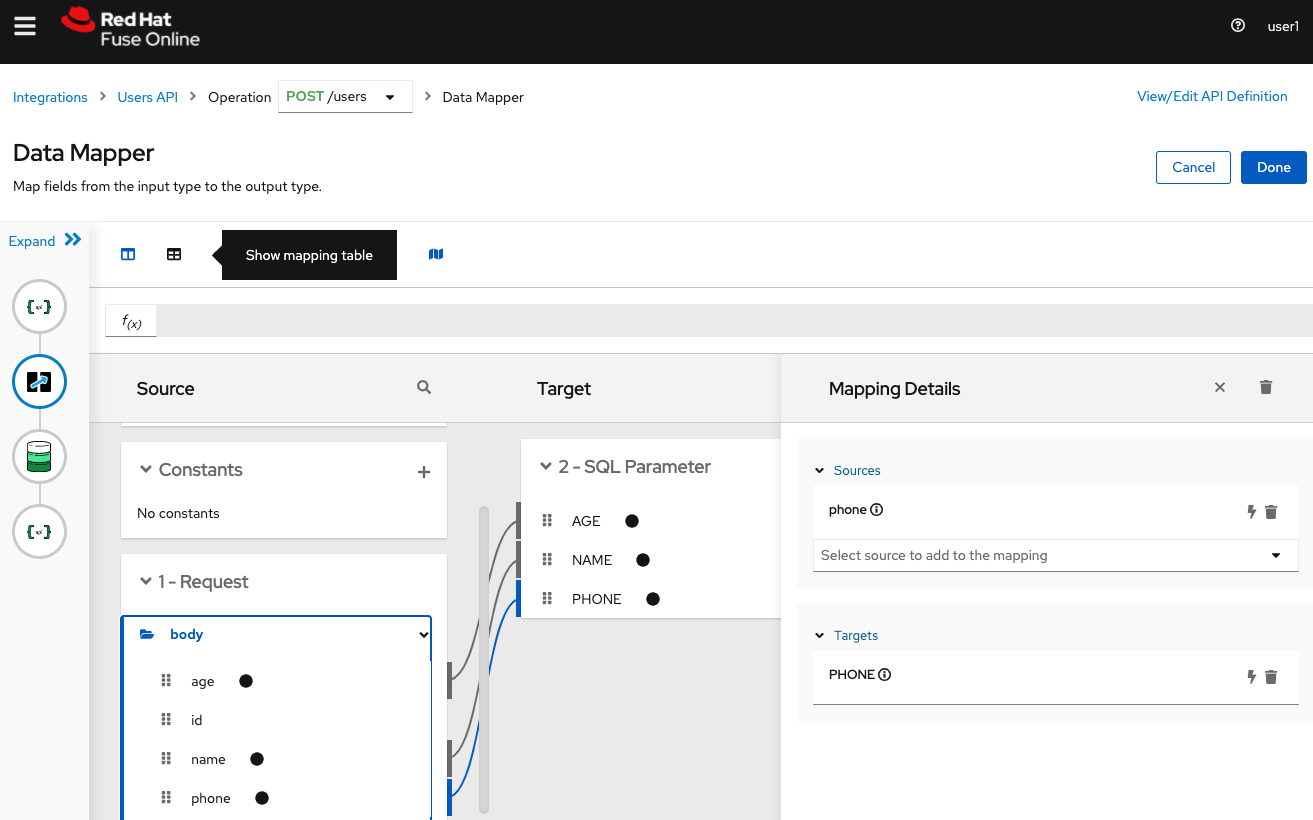 Red Hat
Fuse Online
user1
Integrations > Users API > Operation POST /users > Data Mapper
View/Edit API Definition
Data Mapper
Map fields from the input type to the output type.
Cancel
Done
Expand
Show mapping table
f(x)
Source
Target
Mapping Details
Constants
No constants
1 - Request
body
age
id
name
phone
2 - SQL Parameter
AGE
NAME
PHONE
Sources
phone
Select source to add to the mapping
Targets
PHONE